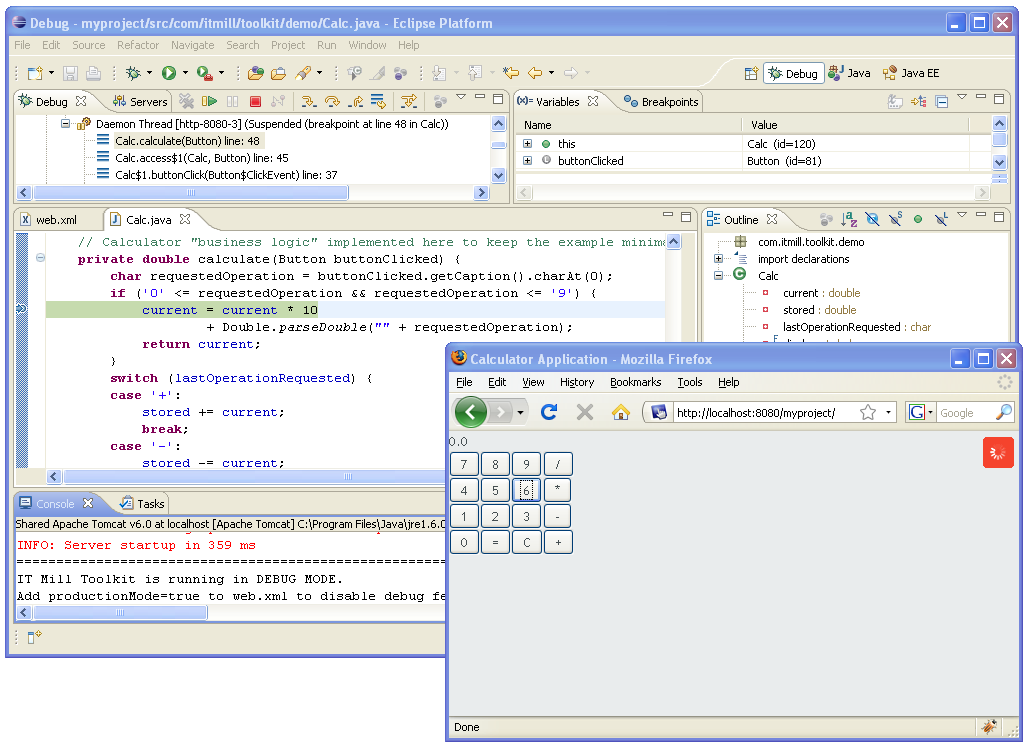 Debug - myproject/src/com/itmill/toolkit/demo/Calc.java - Eclipse Platform
File Edit Source Refactor Navigate Search Project Run Window Help
Debug Java Java EE
Debug Servers
Daemon Thread [http-8080-3] (Suspended (breakpoint at line 48 in Calc))
Calc.calculate(Button) line: 48
Calc.access$1(Calc, Button) line: 45
Calc$1.buttonClick(Button$ClickEvent) line: 37
(x)= Variables Breakpoints
Name Value
this Calc (id=120)
buttonClicked Button (id=81)
web.xml Calc.java
// Calculator "business logic" implemented here to keep the example minima
private double calculate(Button buttonClicked) {
char requestedOperation = buttonClicked.getCaption().charAt(0);
if ('0' <= requestedOperation && requestedOperation <= '9') {
current = current * 10
+ Double.parseDouble("" + requestedOperation);
return current;
}
switch (lastOperationRequested) {
case '+':
stored += current;
break;
case '-':
stored -= current;
Outline
com.itmill.toolkit.demo
import declarations
Calc
current : double
stored : double
lastOperationRequested : char
Console Tasks
Shared Apache Tomcat v6.0 at localhost [Apache Tomcat] C:\Program Files\Java\jre1.6.0
INFO: Server startup in 359 ms
=====================================================
IT Mill Toolkit is running in DEBUG MODE.
Add productionMode=true to web.xml to disable debug fe
Calculator Application - Mozilla Firefox
File Edit View History Bookmarks Tools Help
http://localhost:8080/myproject/ G Google
0.0
7 8 9 /
4 5 6 *
1 2 3 -
0 = C +
Done